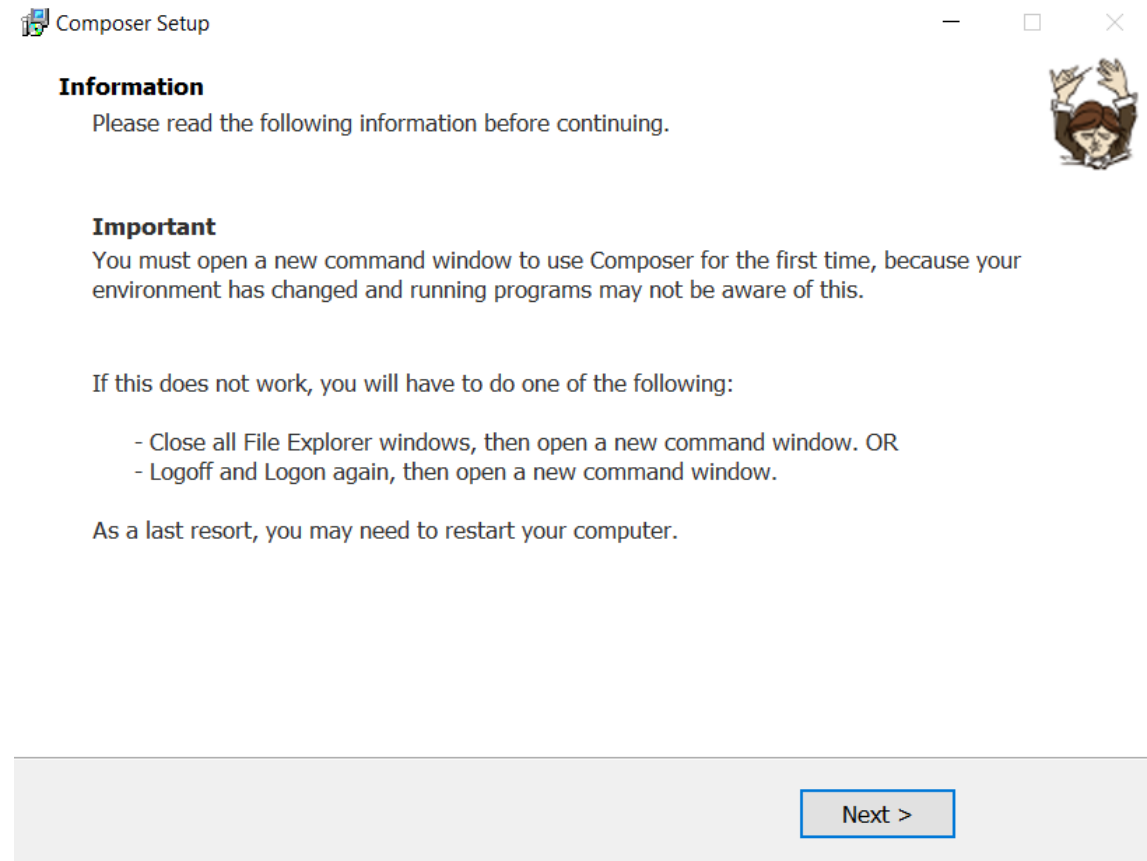 Composer Setup
Information
Please read the following information before continuing.
Important
You must open a new command window to use Composer for the first time, because your
environment has changed and running programs may not be aware of this.
If this does not work, you will have to do one of the following:
- Close all File Explorer windows, then open a new command window. OR
- Logoff and Logon again, then open a new command window.
As a last resort, you may need to restart your computer.
Next >